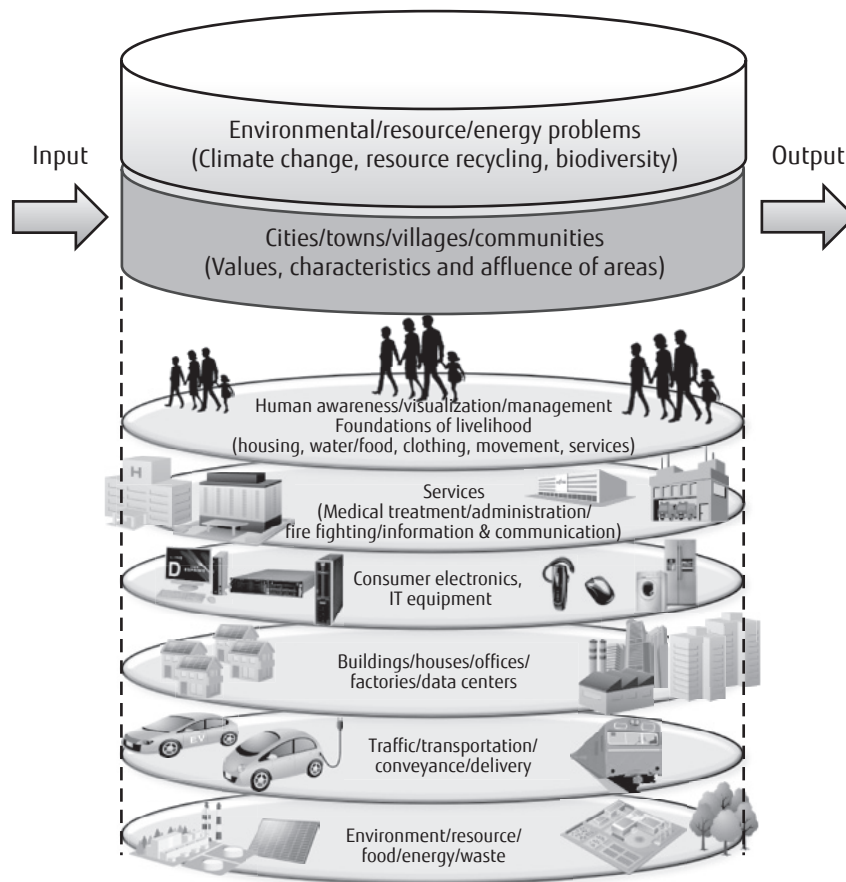 Environmental/resource/energy problems
(Climate change, resource recycling, biodiversity)
Input
Output
Cities/towns/villages/communities
(Values, characteristics and affluence of areas)
Human awareness/visualization/management
Foundations of livelihood
(housing, water/food, clothing, movement, services)
H
Services
(Medical treatment/administration/
fire fighting/information & communication)
D
Consumer electronics,
IT equipment
Buildings/houses/offices/
factories/data centers
EV
Traffic/transportation/
conveyance/delivery
Environment/resource/
food/energy/waste